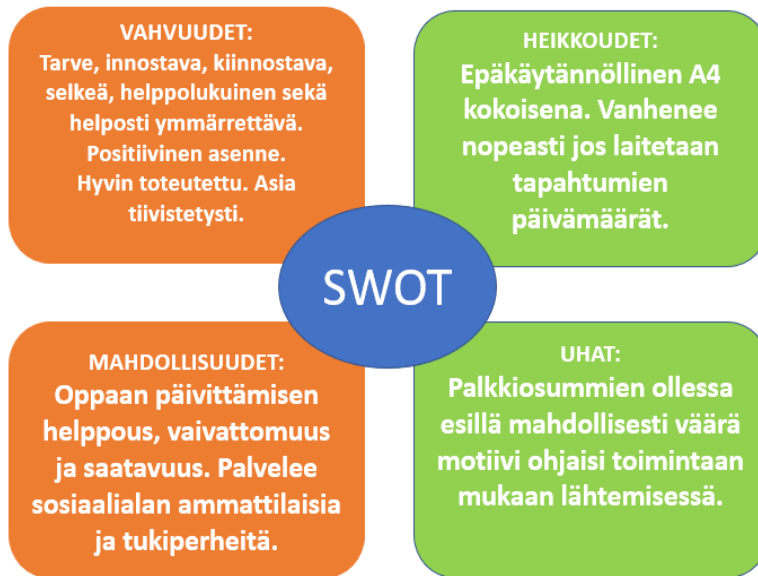 VAHVUUDET:
Tarve, innostava, kiinnostava,
selkeä, helppolukuinen sekä
helposti ymmärrettävä.
Positiivinen asenne.
Hyvin toteutettu. Asia
tiivistetysti.
HEIKKOUDET:
Epäkäytännöllinen A4
kokoisena. Vanhenee
nopeasti jos laitetaan
tapahtumien
päivämäärät.
SWOT
MAHDOLLISUUDET:
Oppaan päivittämisen
helppous, vaivattomuus
ja saatavuus. Palvelee
sosiaalialan ammattilaisia
ja tukiperheitä.
UHAT:
Palkkiosummien ollessa
esillä mahdollisesti väärä
motiivi ohjaisi toimintaan
mukaan lähtemisessä.